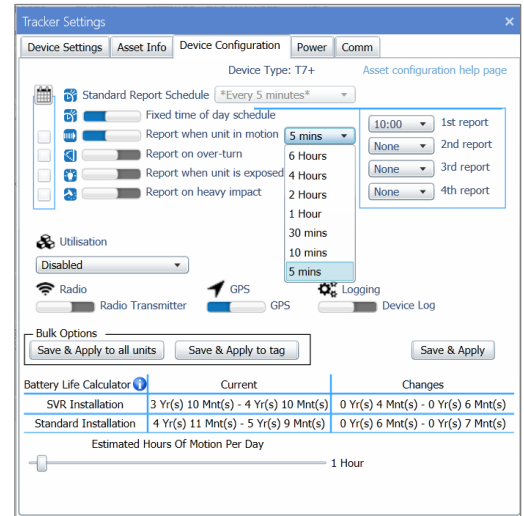 Tracker Settings
Device Settings Asset Info Device Configuration Power Comm
Device Type: T7+ Asset configuration help page
Standard Report Schedule *Every 5 minutes*
Fixed time of day schedule
10:00 1st report
Report when unit in motion 5 mins
None 2nd report
Report on over-turn 6 Hours
None 3rd report
Report when unit is exposed 4 Hours
None 4th report
Report on heavy impact 2 Hours
1 Hour
30 mins
10 mins
5 mins
Utilisation
Disabled
Radio GPS Logging
Radio Transmitter GPS Device Log
Bulk Options
Save & Apply to all units Save & Apply to tag Save & Apply
Battery Life Calculator Current Changes
SVR Installation 3 Yr(s) 10 Mnt(s) - 4 Yr(s) 10 Mnt(s) 0 Yr(s) 4 Mnt(s) - 0 Yr(s) 6 Mnt(s)
Standard Installation 4 Yr(s) 11 Mnt(s) - 5 Yr(s) 9 Mnt(s) 0 Yr(s) 6 Mnt(s) - 0 Yr(s) 7 Mnt(s)
Estimated Hours Of Motion Per Day
1 Hour